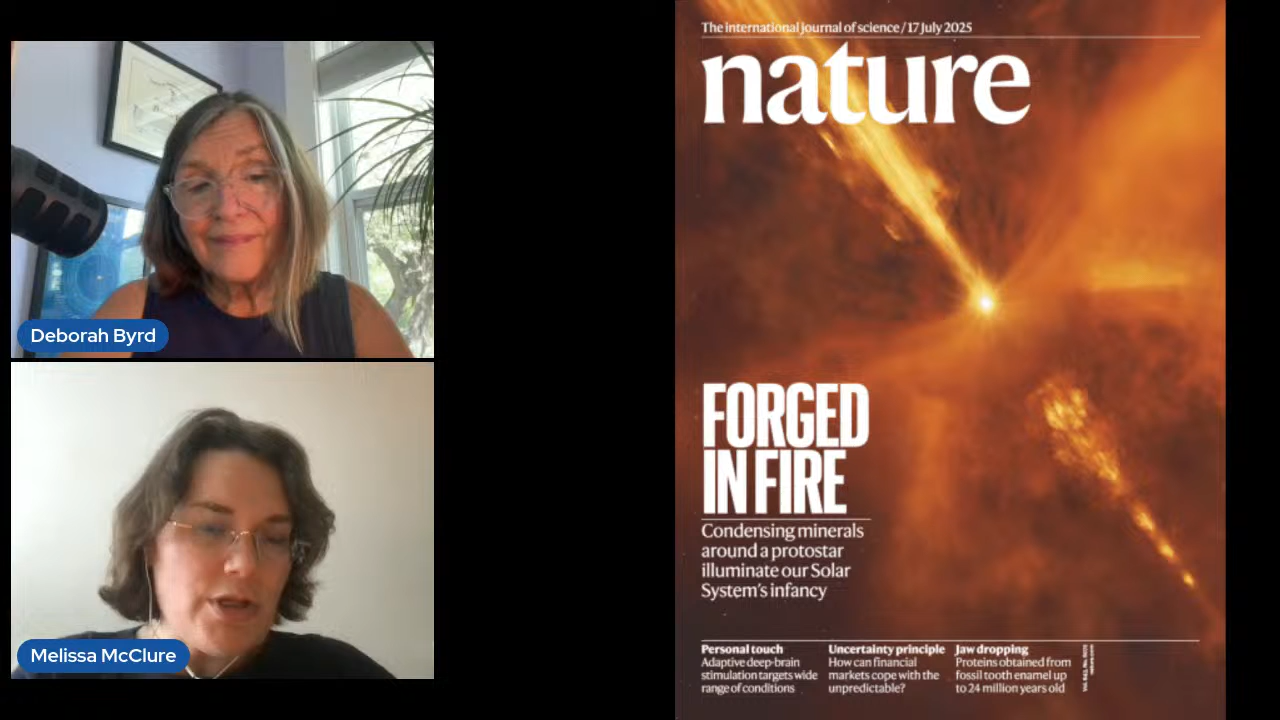 Deborah Byrd
Melissa McClure
The international journal of science / 17 July 2025
nature
FORGED
IN FIRE
Condensing minerals
around a protostar
illuminate our Solar
System's infancy
Personal touch
Adaptive deep-brain
stimulation targets wide
range of conditions
Uncertainty principle
How can financial
markets cope with the
unpredictable?
Jaw dropping
Proteins obtained from
fossil tooth enamel up
to 24 million years old